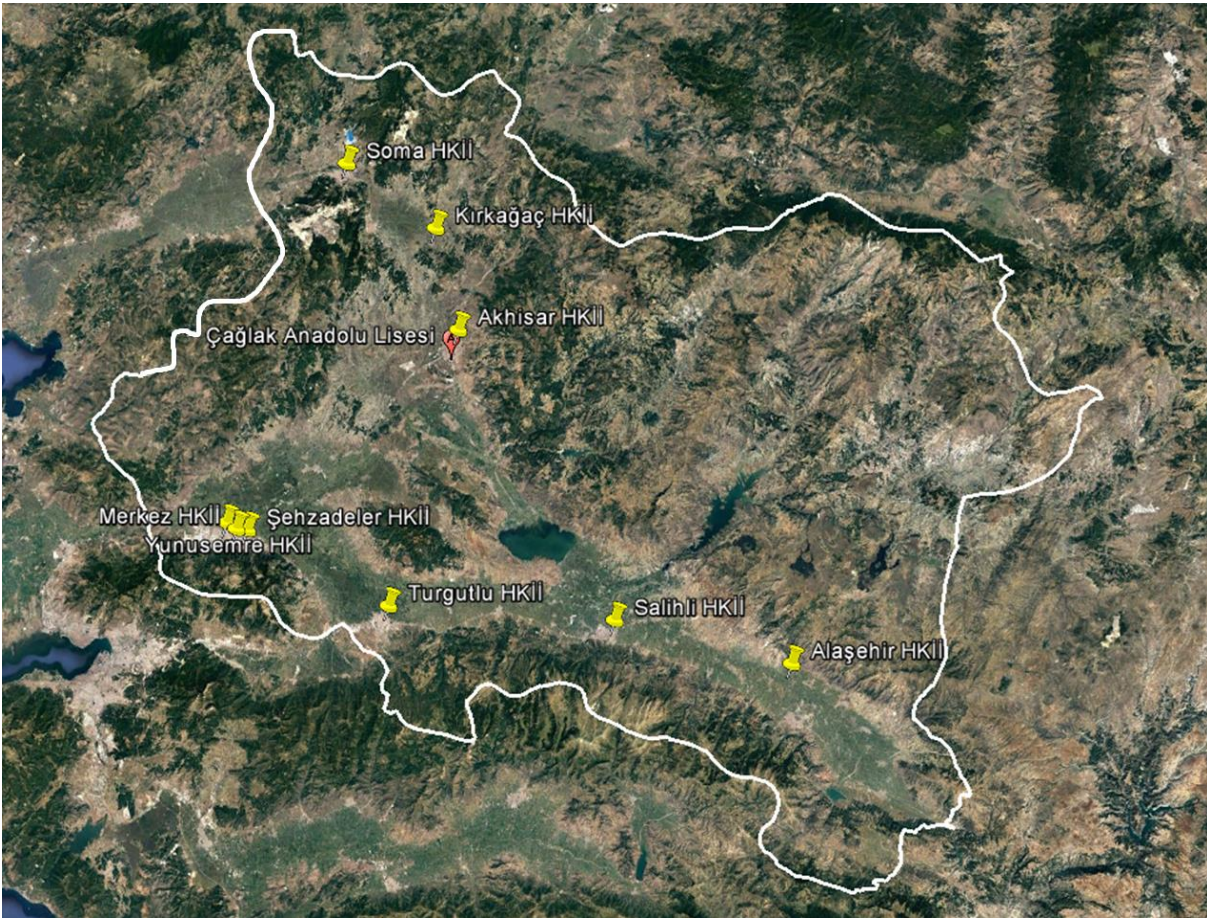 Soma HKİİ
Kırkağaç HKİİ
Akhisar HKİİ
Çağlak Anadolu Lisesi
A
Merkez HKİİ
Şehzadeler HKİİ
Yunusemre HKİİ
Turgutlu HKİİ
Salihli HKİİ
Alaşehir HKİİ